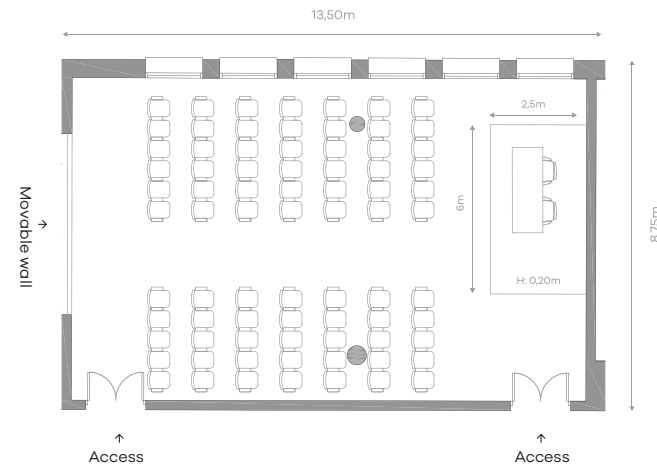 13,50m
2,5m
6m
H: 0,20m
8,75m
Movable wall
Access
Access